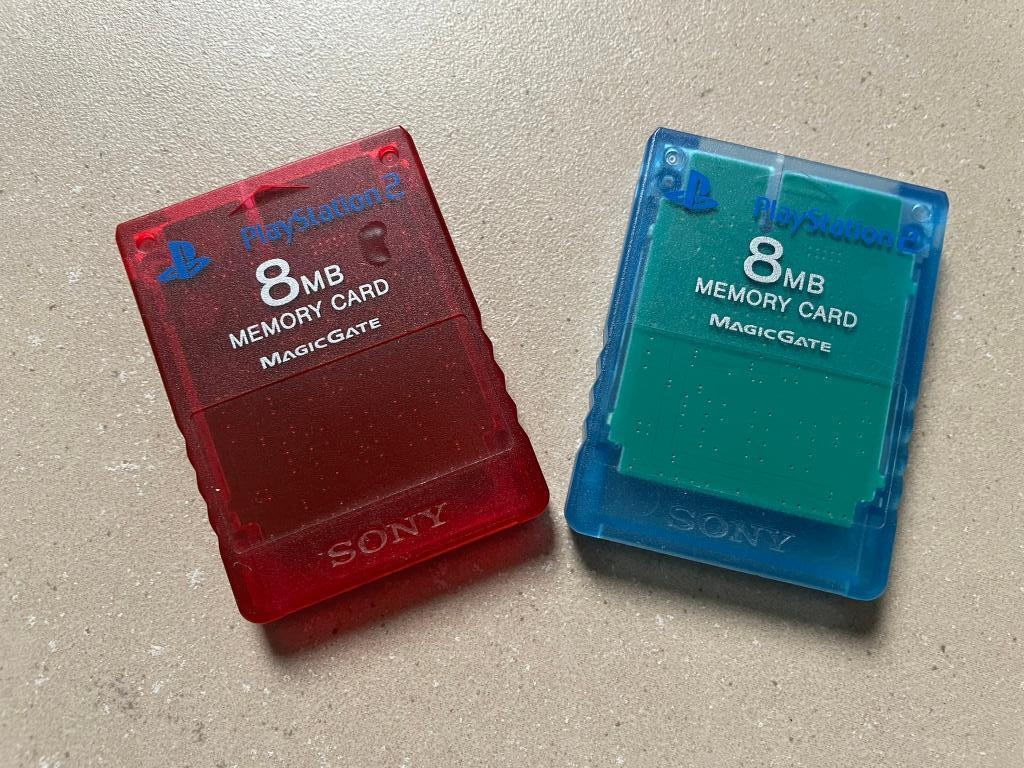 PlayStation 2
8MB
MEMORY CARD
MAGICGATE
SONY
PlayStation 2
8MB
MEMORY CARD
MAGICGATE
SONY